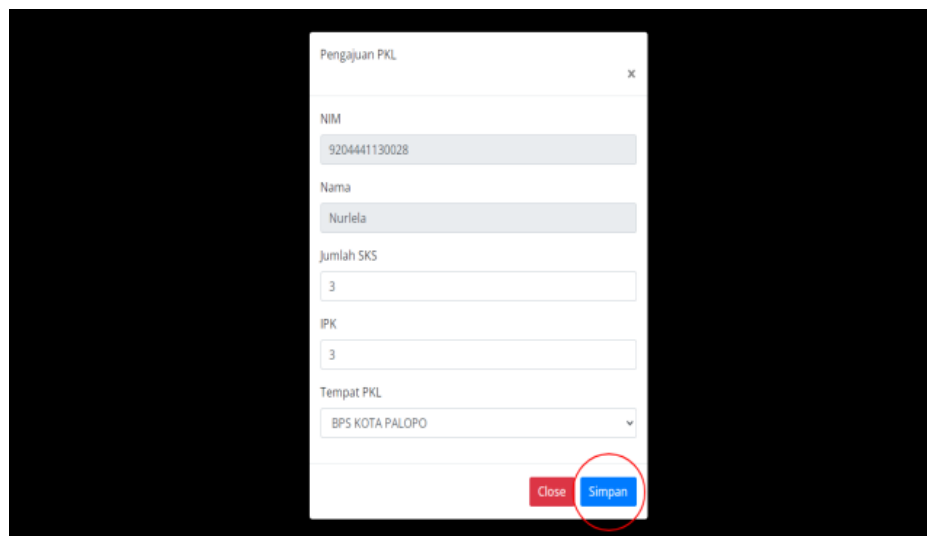 Pengajuan PKL
×
NIM
9204441130028
Nama
Nurlela
Jumlah SKS
3
IPK
3
Tempat PKL
BPS KOTA PALOPO
Close Simpan